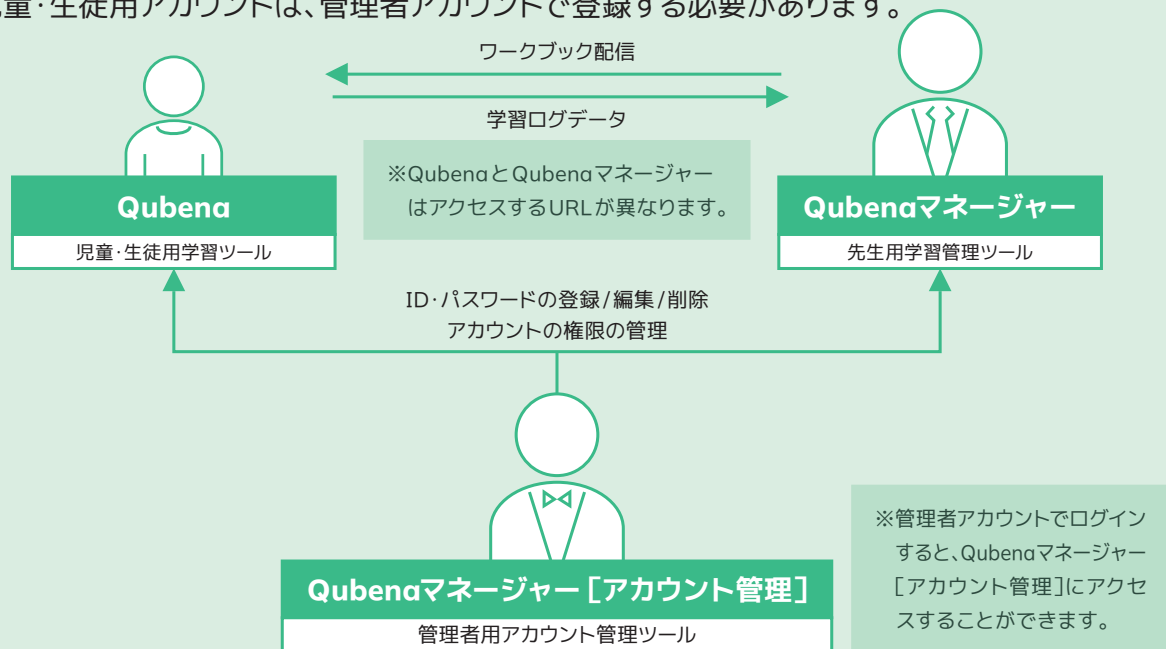 児童･生徒用アカウントは、管理者アカウントで登録する必要があります。
ワークブック配信
学習ログデータ
※QubenaとQubenaマネージャー
はアクセスするURLが異なります。
Qubena
児童･生徒用学習ツール
Qubenaマネージャー
先生用学習管理ツール
ID･パスワードの登録/編集/削除
アカウントの権限の管理
Qubenaマネージャー［アカウント管理］
管理者用アカウント管理ツール
※管理者アカウントでログイン
すると、Qubenaマネージャー
［アカウント管理］にアクセ
スすることができます。